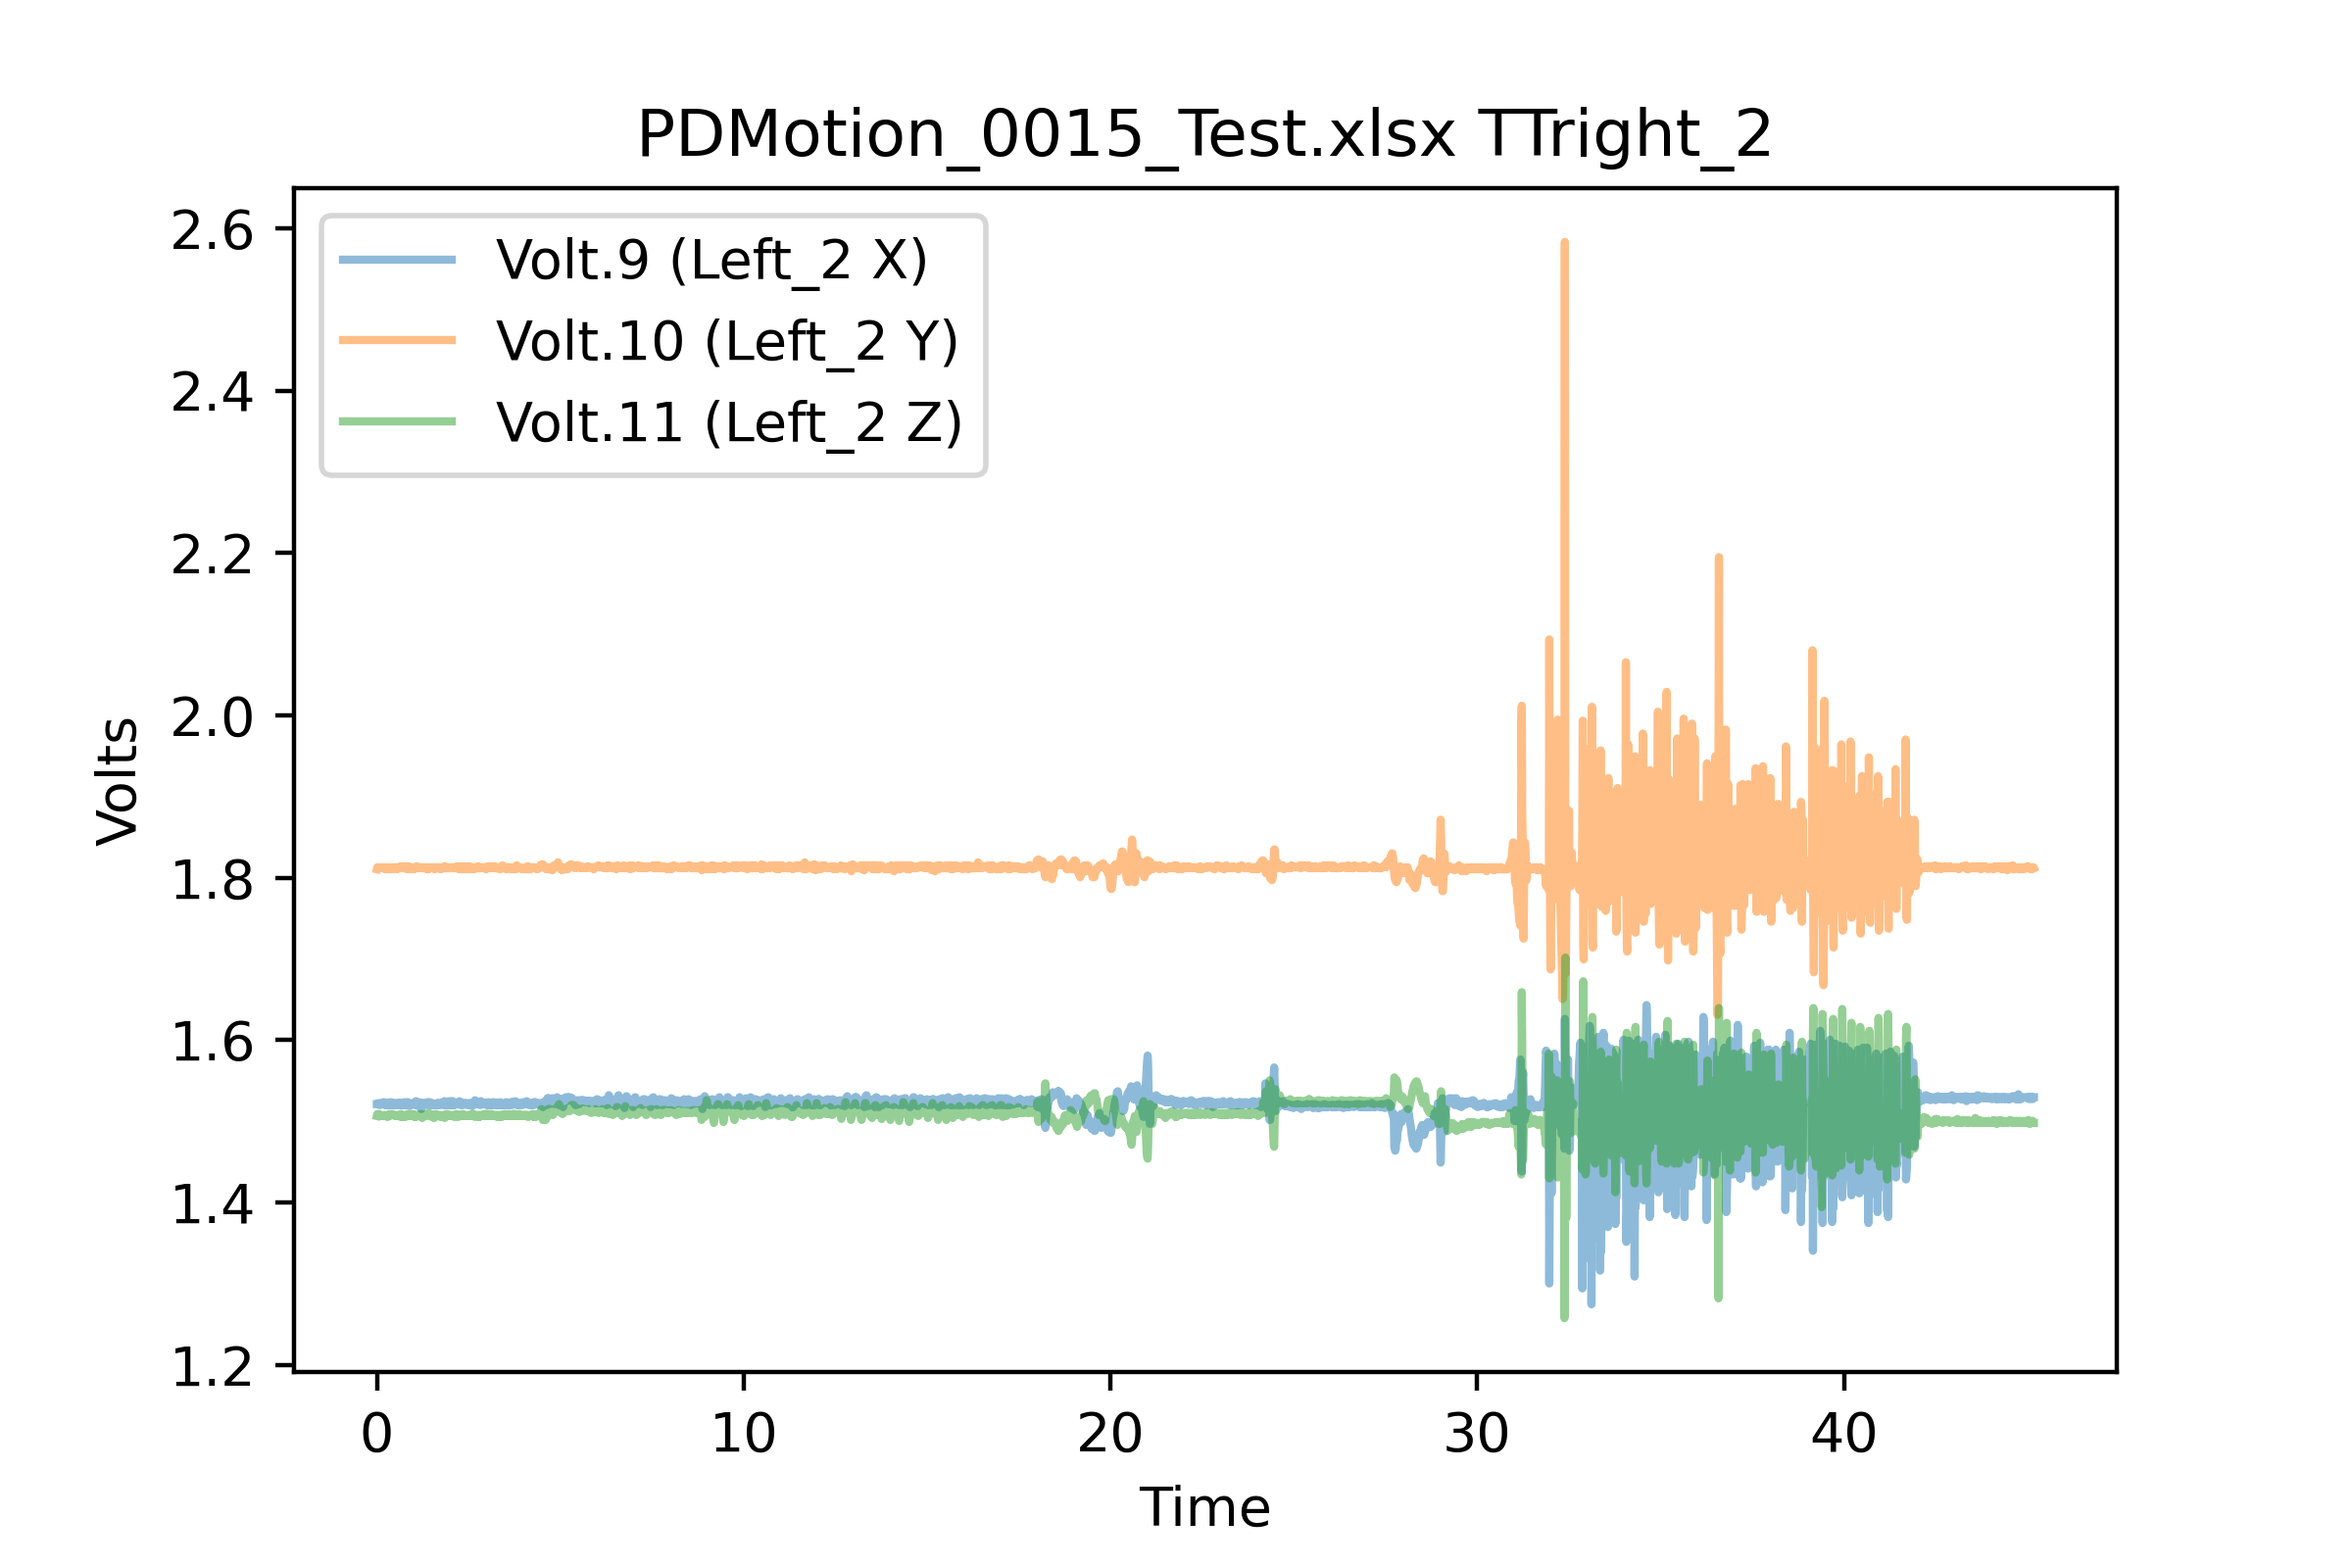 PDMotion_0015_Test.xlsx TTright_2
Volt.9 (Left_2 X)
Volt.10 (Left_2 Y)
Volt.11 (Left_2 Z)
2.6
2.4
2.2
2.0
1.8
1.6
1.4
1.2
Volts
0 10 20 30 40
Time